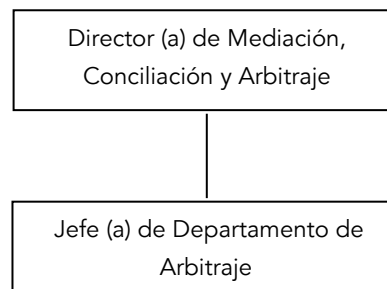 Director (a) de Mediación,
Conciliación y Arbitraje
Jefe (a) de Departamento de
Arbitraje